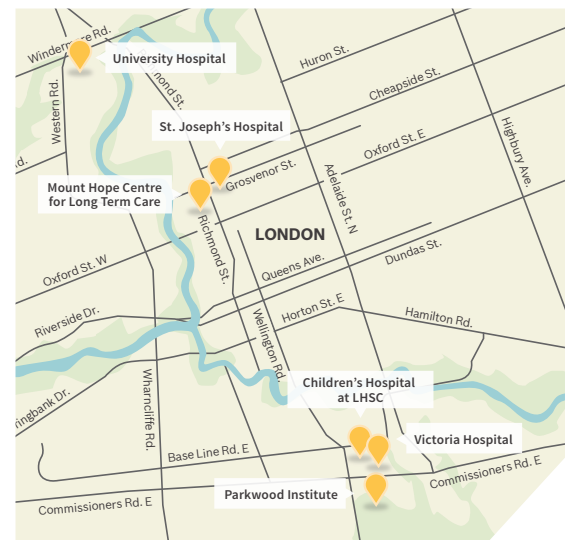 Windermere Rd.
University Hospital
Western Rd.
Huron St.
Cheapside St.
St. Joseph's Hospital
Oxford St. E
Highbury Ave.
Grosvenor St.
Adelaide St. N
Mount Hope Centre
for Long Term Care
Richmond St.
LONDON
Dundas St.
Queens Ave.
Oxford St. W
Horton St. E
Hamilton Rd.
Riverside Dr.
Wellington Rd.
Wharncliffe Rd.
Children's Hospital
at LHSC
Victoria Hospital
Base Line Rd. E
Commissioners Rd. E
Parkwood Institute
Commissioners Rd. E